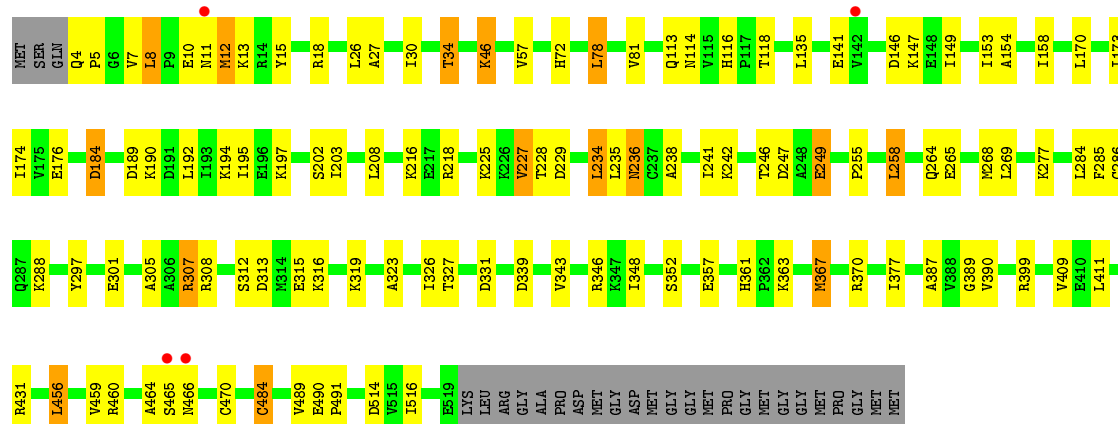 MET SER GLN Q4 P5 G6 V7 L8 P9 E10 N11 M12 K13 R14 Y15 R18 L26 A27 I30 T34 K46 V57 H72 L78 V81 Q113 N114 V115 H116 P117 T118 L135 E141 V142 D146 K147 E148 I149 I153 A154 I158 L170 I173
I174 V175 E176 D184 D189 K190 D191 L192 I193 K194 I195 E196 K197 S202 I203 L208 K216 E217 R218 K225 K226 V227 T228 D229 L234 L235 N236 C237 A238 I241 K242 T246 D247 A248 E249 P255 L258 Q264 E265 M268 L269 K277 L284 F285 C286
Q287 K288 Y297 E301 A305 A306 R307 R308 S312 D313 M314 E315 K316 K319 A323 I326 T327 D331 D339 V343 R346 K347 I348 S352 E357 H361 P362 K363 M367 R370 I377 A387 V388 G389 V390 R399 V409 E410 L411
R431 L456 V459 R460 A464 S465 N466 C470 C484 V489 E490 P491 D514 V515 I516 E519 LYS LEU ARG GLY ALA PRO ASP MET GLY ASP MET GLY GLY MET PRO GLY MET GLY GLY MET PRO GLY MET MET